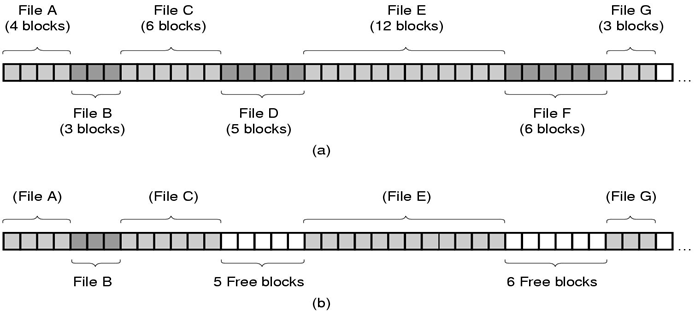 File A
(4 blocks)
File C
(6 blocks)
File E
(12 blocks)
File G
(3 blocks)
...
File B
(3 blocks)
File D
(5 blocks)
File F
(6 blocks)
(a)
(File A)
(File C)
(File E)
(File G)
...
File B
5 Free blocks
6 Free blocks
(b)